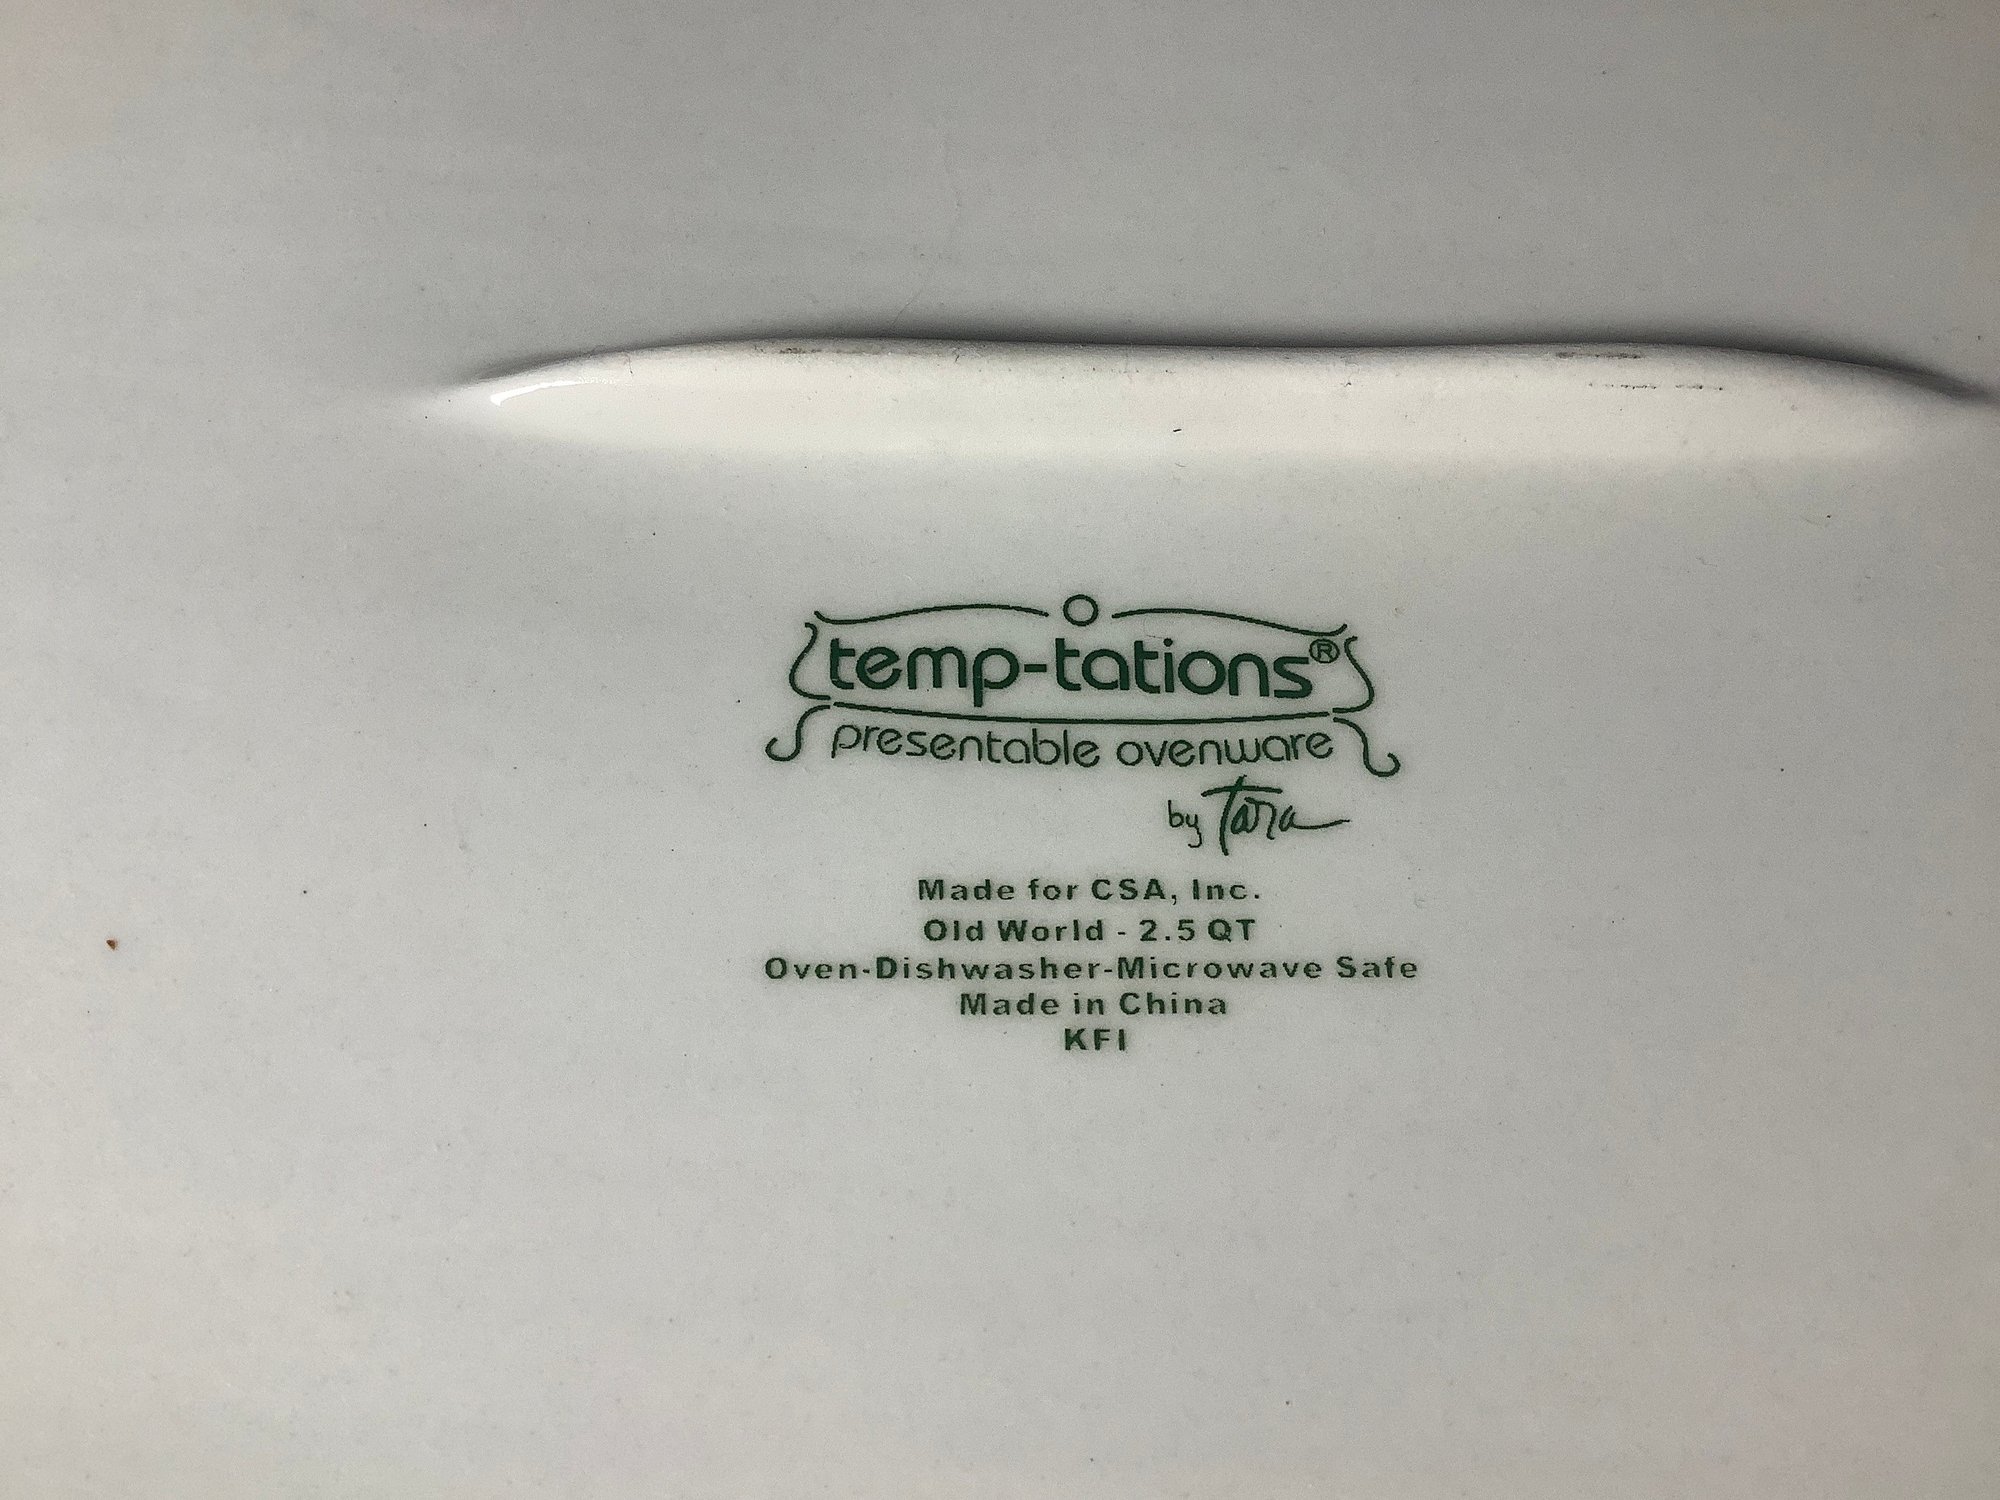 temp-tations®
presentable ovenware
by Tara
Made for CSA, Inc.
Old World - 2.5 QT
Oven-Dishwasher-Microwave Safe
Made in China
KFI